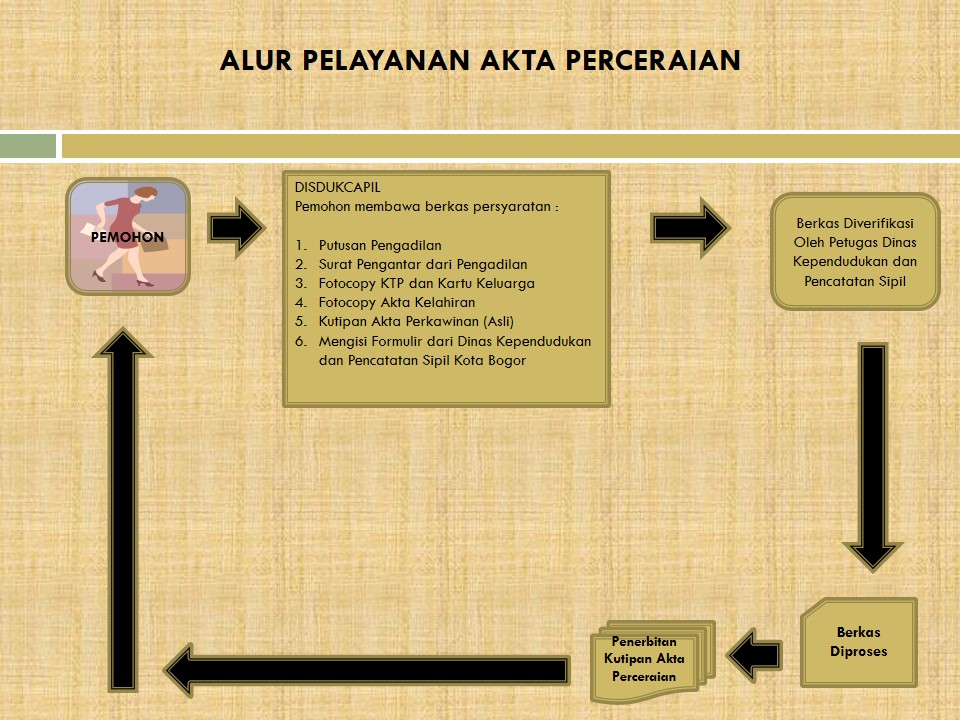 ALUR PELAYANAN AKTA PERCERAIAN
PEMOHON
DISDUKCAPIL
Pemohon membawa berkas persyaratan :
1. Putusan Pengadilan
2. Surat Pengantar dari Pengadilan
3. Fotocopy KTP dan Kartu Keluarga
4. Fotocopy Akta Kelahiran
5. Kutipan Akta Perkawinan (Asli)
6. Mengisi Formulir dari Dinas Kependudukan
dan Pencatatan Sipil Kota Bogor
Berkas Diverifikasi
Oleh Petugas Dinas
Kependudukan dan
Pencatatan Sipil
Berkas
Diproses
Penerbitan
Kutipan Akta
Perceraian